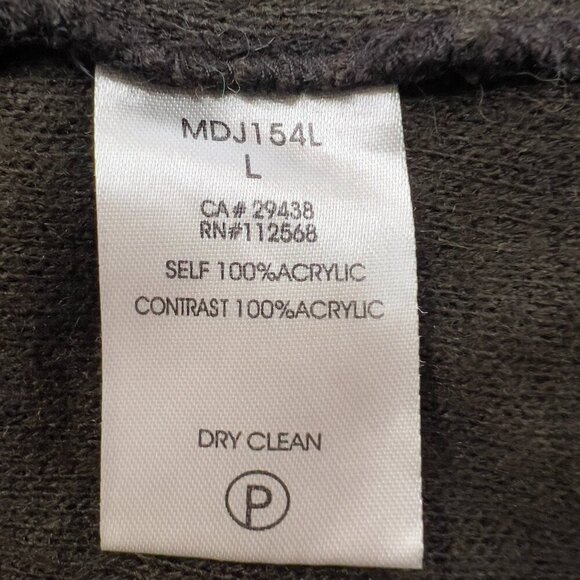 MDJ154L
L
CA# 29438
RN#112568
SELF 100%ACRYLIC
CONTRAST 100%ACRYLIC
DRY CLEAN
P